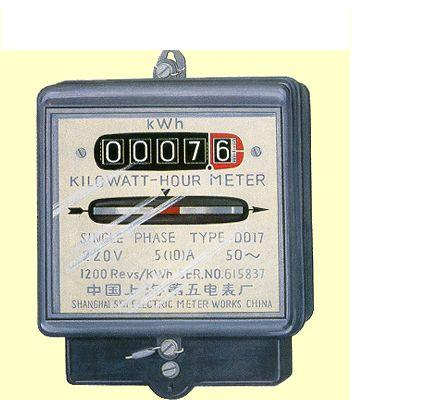 kWh
00076
KILOWATT-HOUR METER
SINGLE PHASE TYPE DD17
220V 5(10)A 50~
1200 Revs/kWh SER.NO.615837
中国上海第五电表厂
SHANGHAI 5th ELECTRIC METER WORKS CHINA